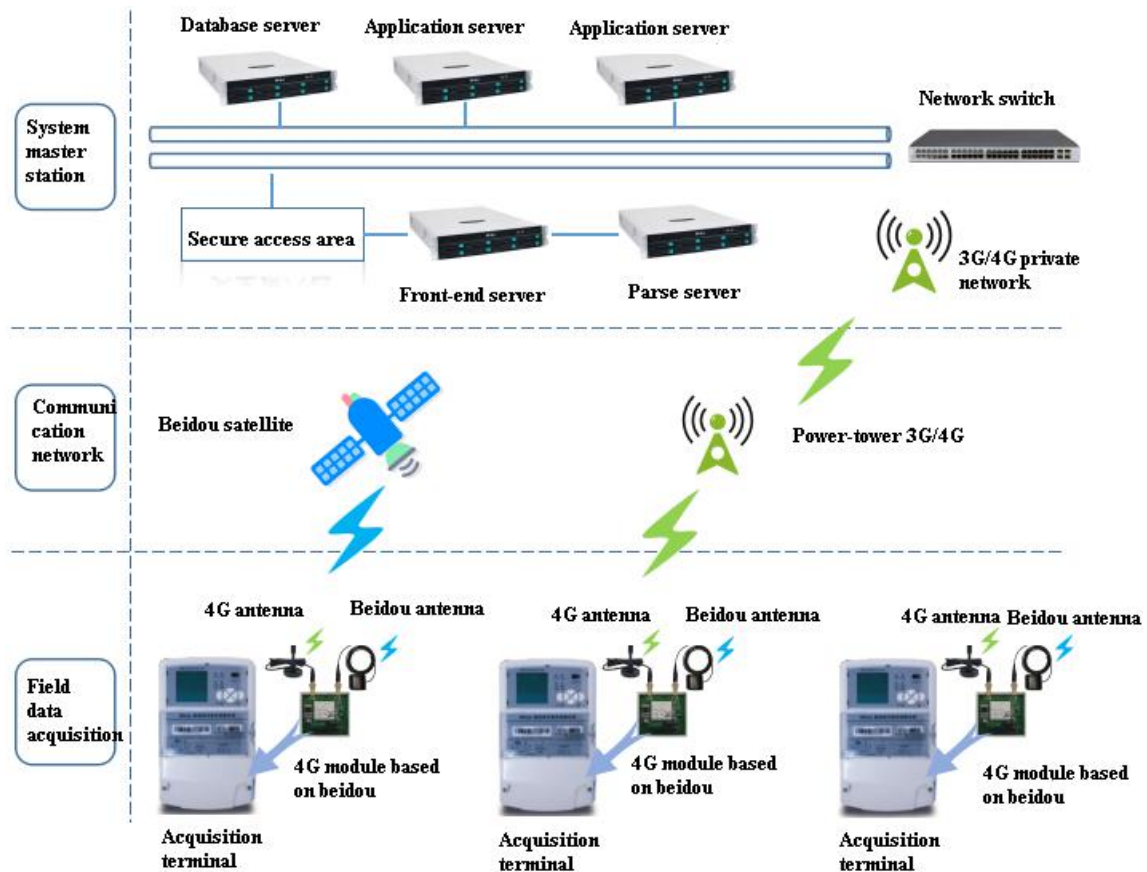 Database server
Application server
Application server
Network switch
System
master
station
Secure access area
3G/4G private
network
Front-end server
Parse server
Communi
cation
network
Beidou satellite
Power-tower 3G/4G
4G antenna
Beidou antenna
4G antenna
Beidou antenna
4G antenna
Beidou antenna
Field
data
acquisition
4G module based
on beidou
4G module based
on beidou
4G module based
on beidou
Acquisition
terminal
Acquisition
terminal
Acquisition
terminal